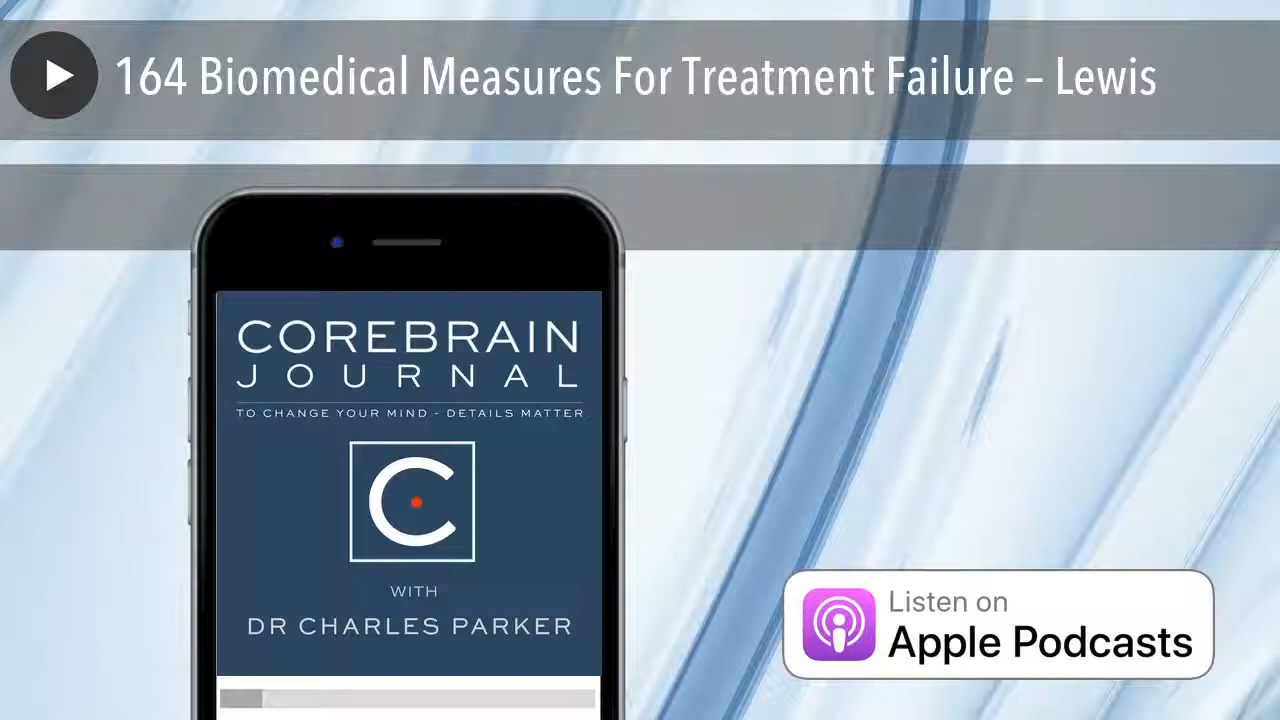 164 Biomedical Measures For Treatment Failure – Lewis
COREBRAIN
JOURNAL
TO CHANGE YOUR MIND - DETAILS MATTER
C
WITH
DR CHARLES PARKER
Listen on
Apple Podcasts